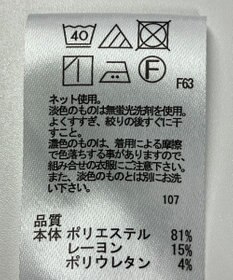 40
F
F63
ネット使用。
淡色のものは無蛍光洗剤を使用。
よくすすぎ、絞りの後すぐに干
すこと。
濃色のものは、着用による摩擦
で色落ちする事がありますので、
組み合せの衣服にご注意下さい。
また、淡色のものとは別にお洗
い下さい。
107
品質
本体 ポリエステル 81%
レーヨン 15%
ポリウレタン 4%